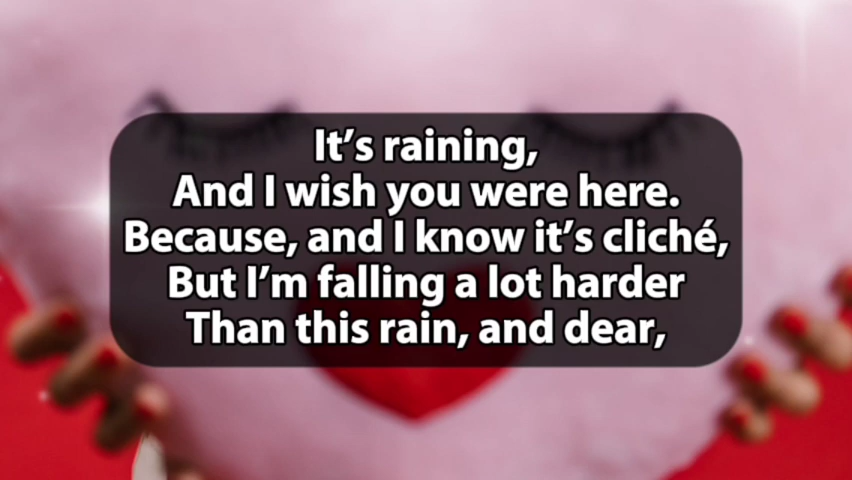 It’s raining,
And I wish you were here.
Because, and I know it’s cliché,
But I’m falling a lot harder
Than this rain, and dear,